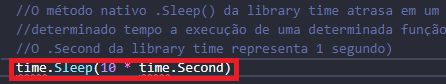 //O método nativo .Sleep() da library time atrasa em um
//determinado tempo a execução de uma determinada função
//O .Second da library time representa 1 segundo)
time.Sleep(10 * time.Second)